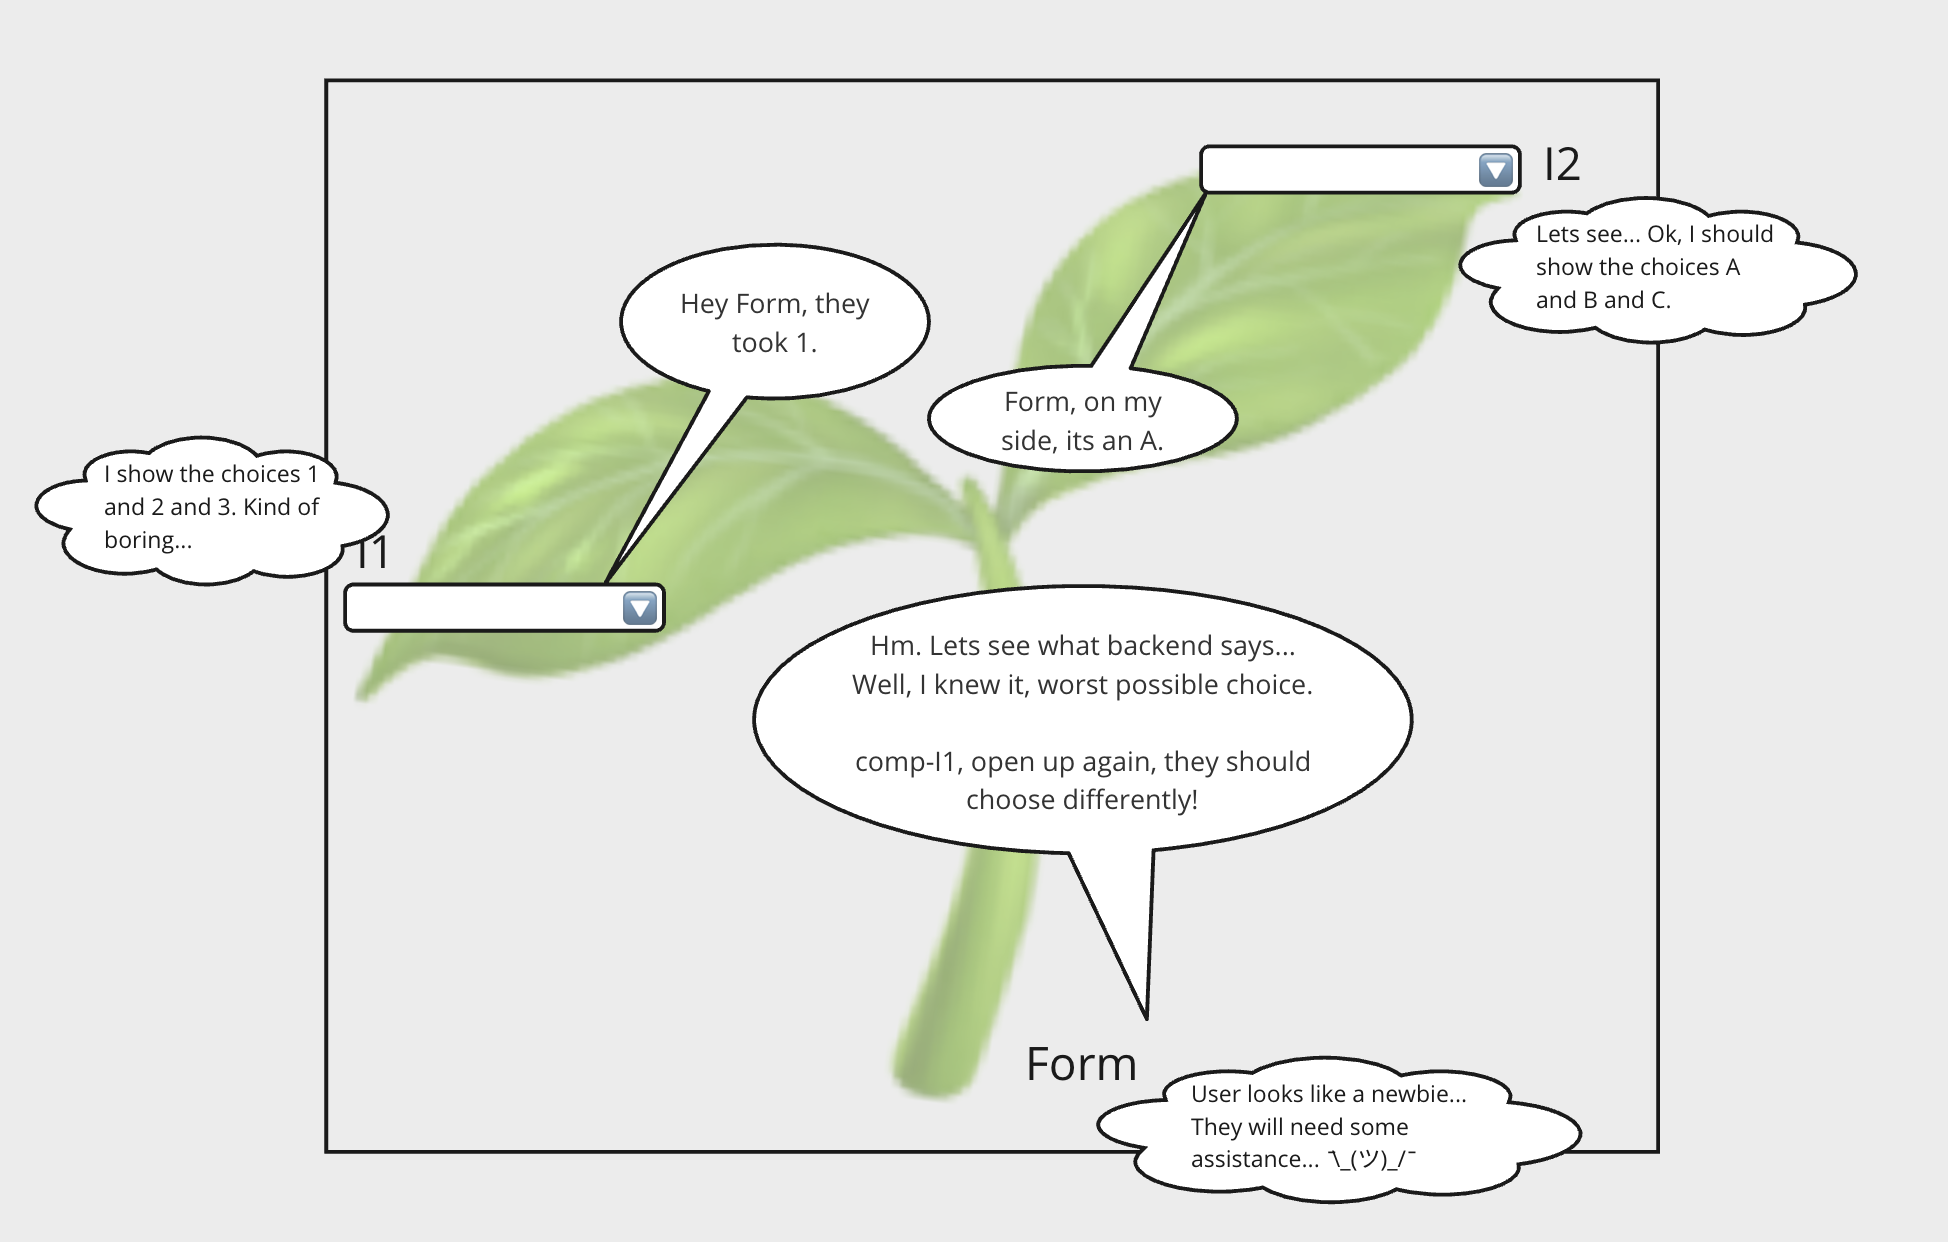 I2
Lets see... Ok, I should
show the choices A
and B and C.
Hey Form, they
took 1.
Form, on my
side, its an A.
I show the choices 1
and 2 and 3. Kind of
boring...
I1
Hm. Lets see what backend says...
Well, I knew it, worst possible choice.
comp-I1, open up again, they should
choose differently!
Form
User looks like a newbie...
They will need some
assistance... ¯\_(ツ)_/¯